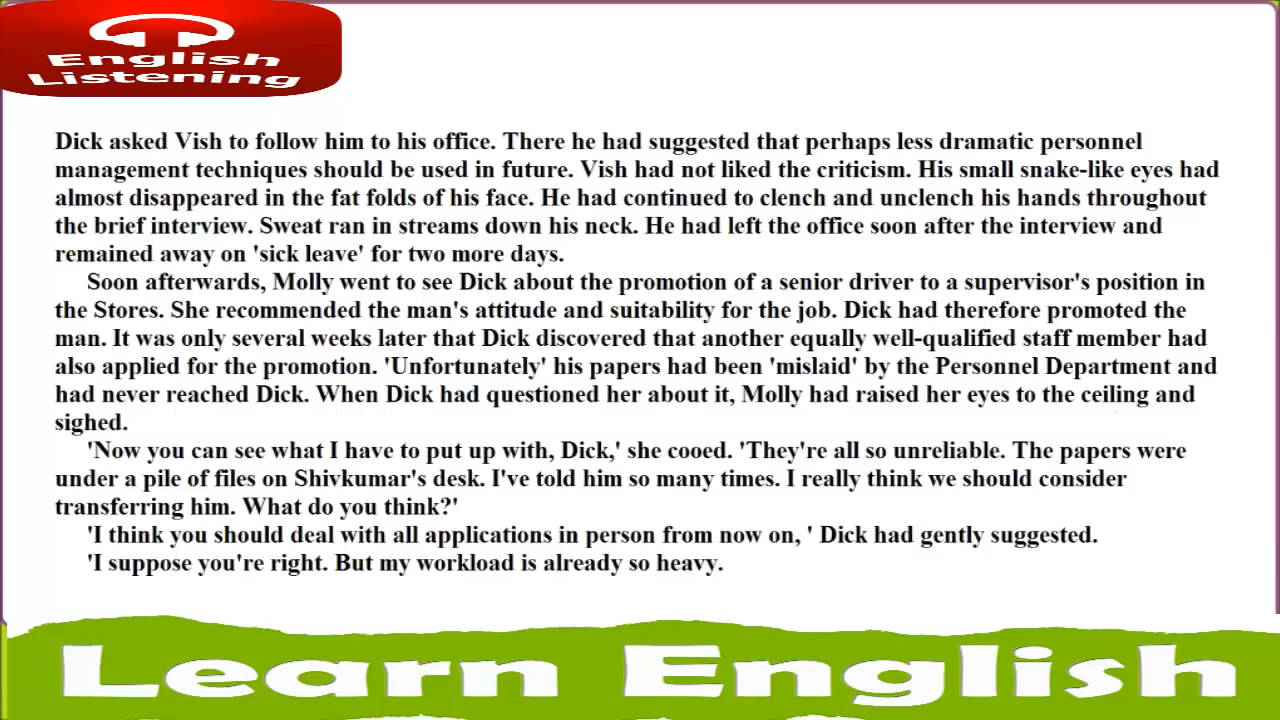 English
Listening
Dick asked Vish to follow him to his office. There he had suggested that perhaps less dramatic personnel
management techniques should be used in future. Vish had not liked the criticism. His small snake-like eyes had
almost disappeared in the fat folds of his face. He had continued to clench and unclench his hands throughout
the brief interview. Sweat ran in streams down his neck. He had left the office soon after the interview and
remained away on 'sick leave' for two more days.
Soon afterwards, Molly went to see Dick about the promotion of a senior driver to a supervisor's position in
the Stores. She recommended the man's attitude and suitability for the job. Dick had therefore promoted the
man. It was only several weeks later that Dick discovered that another equally well-qualified staff member had
also applied for the promotion. 'Unfortunately' his papers had been 'mislaid' by the Personnel Department and
had never reached Dick. When Dick had questioned her about it, Molly had raised her eyes to the ceiling and
sighed.
'Now you can see what I have to put up with, Dick,' she cooed. 'They're all so unreliable. The papers were
under a pile of files on Shivkumar's desk. I've told him so many times. I really think we should consider
transferring him. What do you think?'
'I think you should deal with all applications in person from now on, ' Dick had gently suggested.
'I suppose you're right. But my workload is already so heavy.
Learn English